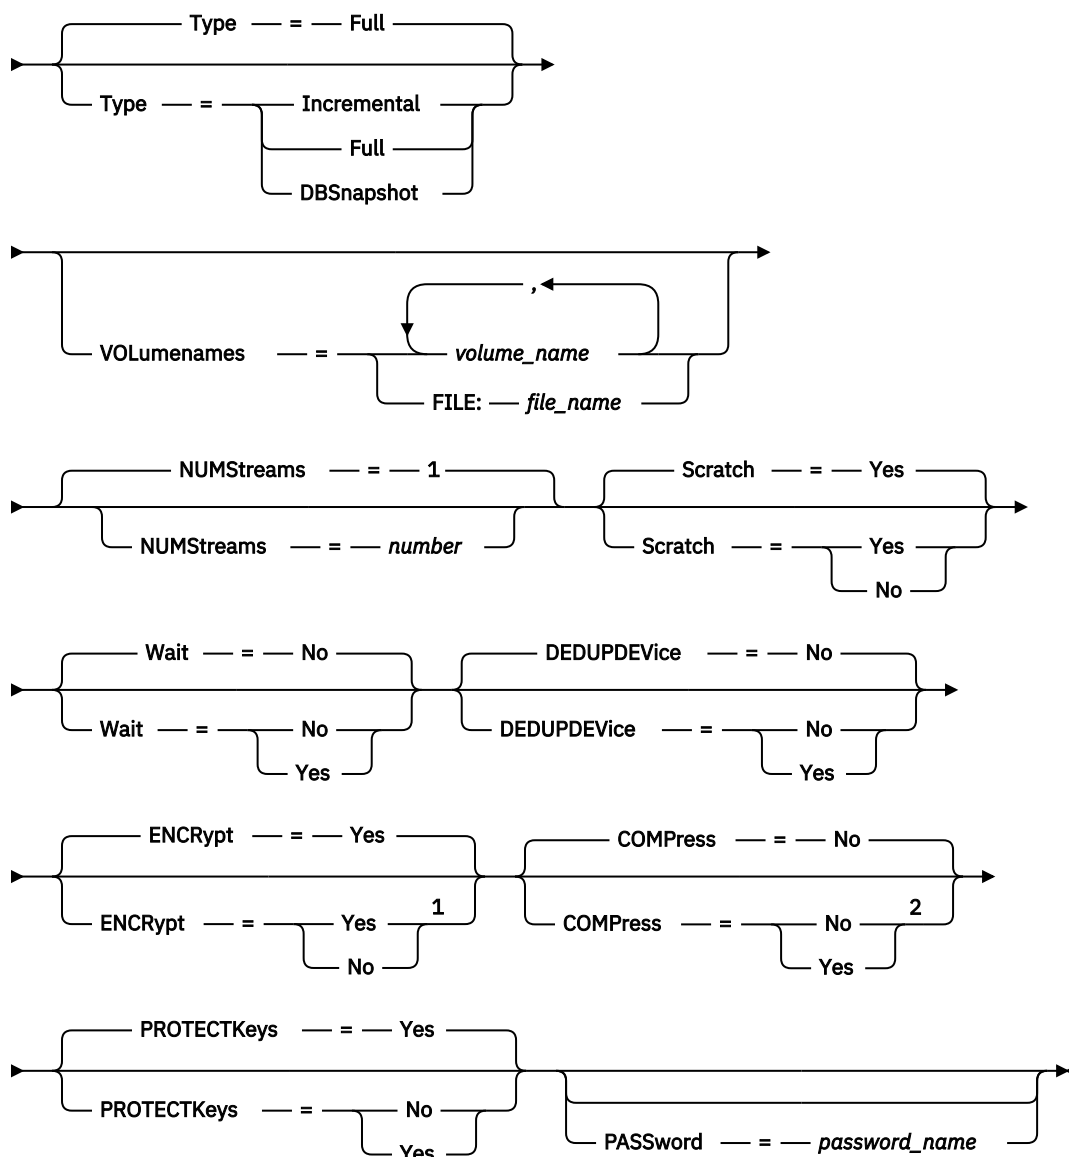 Type = Full
Type = Incremental
Full
DBSnapshot
,
VOLumenames = volume_name
FILE: file_name
NUMStreams = 1 Scratch = Yes
NUMStreams = number Scratch = Yes
No
Wait = No DEDUPDEVice = No
Wait = No DEDUPDEVice = No
Yes Yes
ENCRypt = Yes COMPress = No
ENCRypt = Yes 1 COMPress = No 2
No Yes
PROTECTKeys = Yes
PROTECTKeys = No
Yes PASSword = password_name